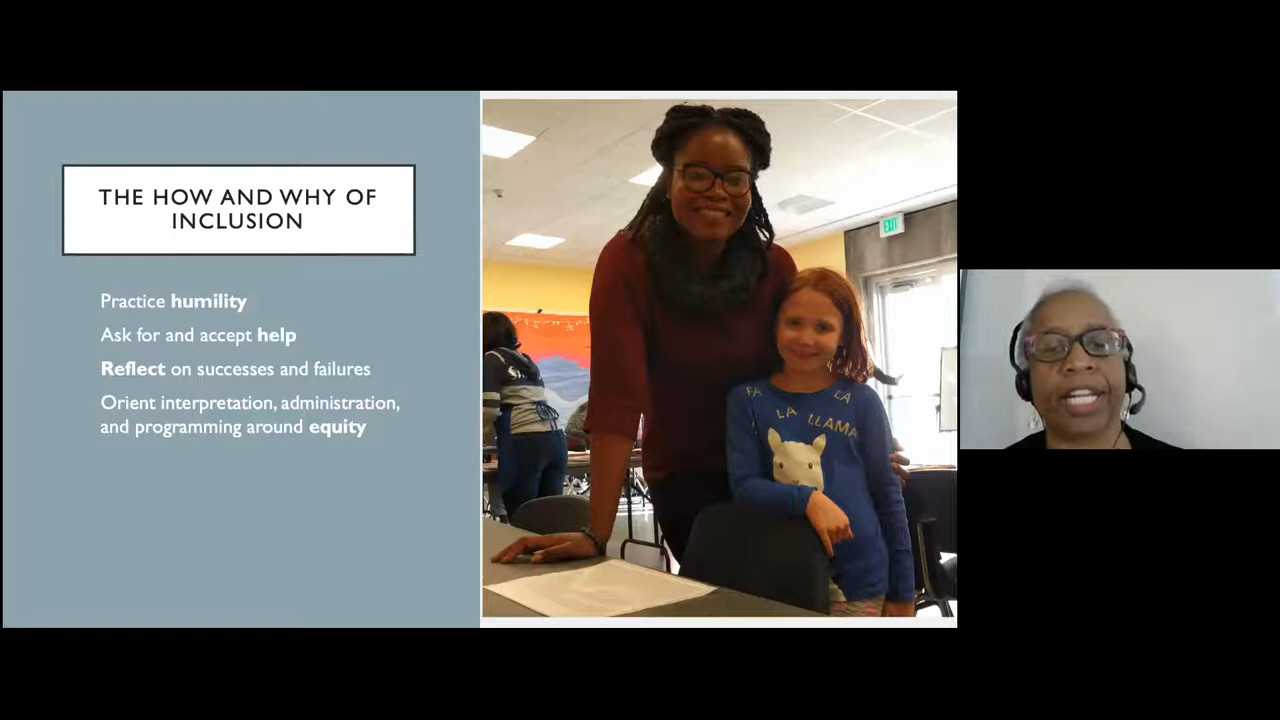 THE HOW AND WHY OF
INCLUSION
Practice humility
Ask for and accept help
Reflect on successes and failures
Orient interpretation, administration,
and programming around equity
EXIT
FA LA
LA LLAMA